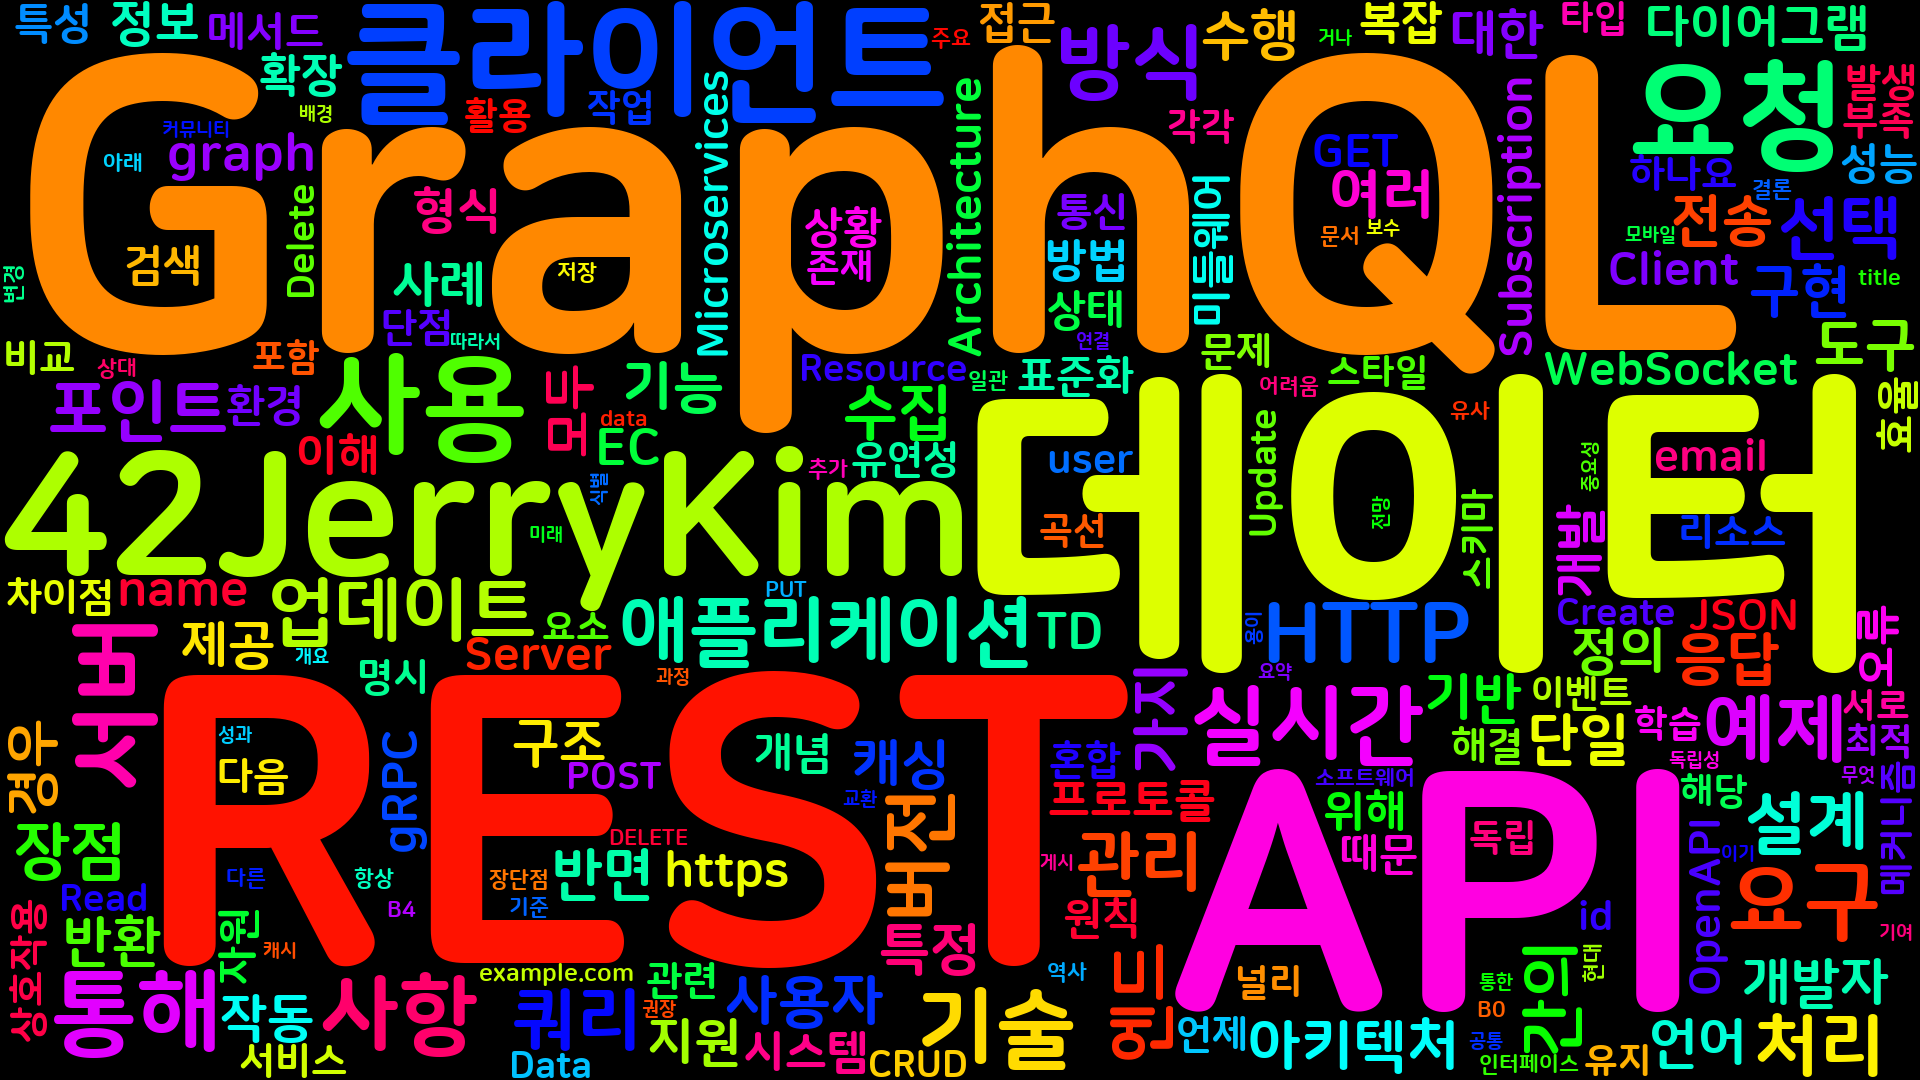 특성 정보 메서드 클라이언트 주요 접근 방식 수행 거나 복잡 대한 타입 다이어그램
확장 배경 활용 작업 Microservices Architecture 각각 Subscription 요청 발생 부족
커뮤니티 아래 graph GraphQL GET 여러 하나요 성능 결론
Delete 형식 상황 존재 통신 미들웨어 문서 보수 전송 선택 모바일
검색 사례 저장 방법 Client title
변경 단점 따라서 상태 구현
비교 상대 포함 연결 문제 도구
포인트 환경 사용 바 머 기능 Resource 일관 표준화 어려움 스타일 WebSocket 효율
data 수집 유사
이해 EC 유연성 user Update email 중요성
42JerryKim 추가 데이터
식별 미래 곡선 전망 스키마 개발 리소스
차이점 name 업데이트 PUT 애플리케이션 TD 용이 HTTP Create JSON 오류
제공 개요 요소 정의 응답
서버 명시 Server 과정 요약
REST 가지 실시간 기반 이벤트 학습 예제 서로
경우 성과 다음 구조 개념 캐싱 혼합 해결 단일 최적
gRPC POST 교환 프로토콜 소프트웨어 독립성 무엇 해당 메커니즘
API 위해
장점 DELETE 버전 게시 관리 때문 독립 OpenAPI 설계 이기
다른 항상 장단점 반면 https
Read B4 기준 원칙 id 요구
상호작용 반환 자원 캐시 특정 기여
통해 example.com 관련 역사 펀드 널리 통한 간의 현대 개발자
작동 사항 쿼리 권장 사용자 기술 B0
서비스 Data 지원 시스템 CRUD 언제 아키텍처 공통 인터페이스 유지 언어 처리